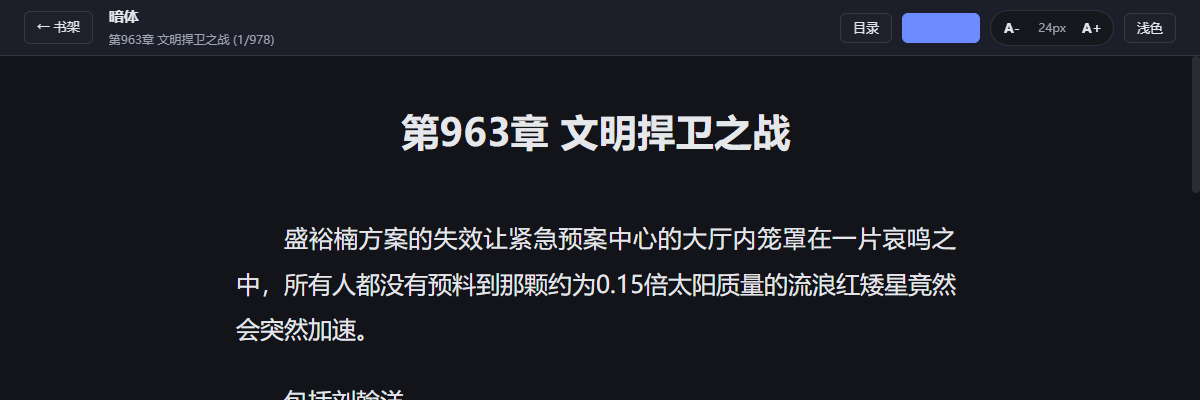 ← 书架
暗体
第963章 文明捍卫之战 (1/978)
目录
A-
24px
A+
浅色
第963章 文明捍卫之战
盛裕楠方案的失效让紧急预案中心的大厅内笼罩在一片哀鸣之
中，所有人都没有预料到那颗约为0.15倍太阳质量的流浪红矮星竟然
会突然加速。